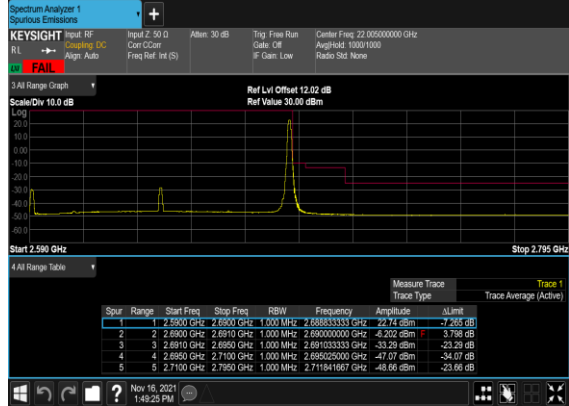 Spectrum Analyzer 1
Spurious Emissions
+
KEYSIGHT Input: RF Input Z: 50 Ω Atten: 30 dB Trig: Free Run Center Freq: 22.005000000 GHz
RL Coupling: DC Corr CCorr Gate: Off Avg|Hold: 1000/1000
Align: Auto Freq Ref: Int (S) IF Gain: Low Radio Std: None
FAIL
3 All Range Graph
Ref Lvl Offset 12.02 dB
Scale/Div 10.0 dB Ref Value 30.00 dBm
Log
20.0
10.0
0.00
-10.0
-20.0
-30.0
-40.0
-50.0
-60.0
Start 2.590 GHz Stop 2.795 GHz
4 All Range Table
Measure Trace Trace 1
Trace Type Trace Average (Active)
Spur Range Start Freq Stop Freq RBW Frequency Amplitude ΔLimit
1 1 2.5900 GHz 2.6900 GHz 1.000 MHz 2.688833333 GHz 22.74 dBm -7.265 dB
2 2 2.6900 GHz 2.6910 GHz 1.000 MHz 2.690000000 GHz -6.202 dBm F 3.798 dB
3 3 2.6910 GHz 2.6950 GHz 1.000 MHz 2.691033333 GHz -33.29 dBm -23.29 dB
4 4 2.6950 GHz 2.7100 GHz 1.000 MHz 2.695025000 GHz -47.07 dBm -34.07 dB
5 5 2.7100 GHz 2.7950 GHz 1.000 MHz 2.711841667 GHz -48.66 dBm -23.66 dB
? Nov 16, 2021
1:49:25 PM